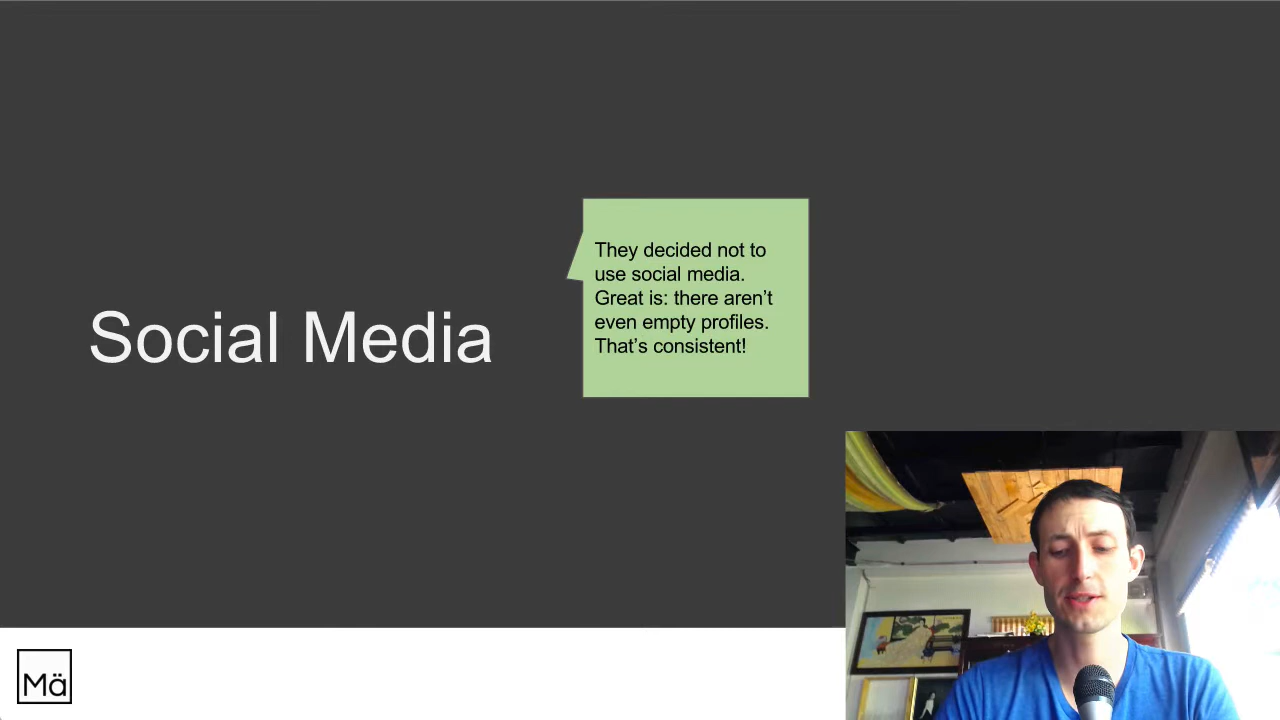 Social Media
They decided not to
use social media.
Great is: there aren't
even empty profiles.
That's consistent!
Mä